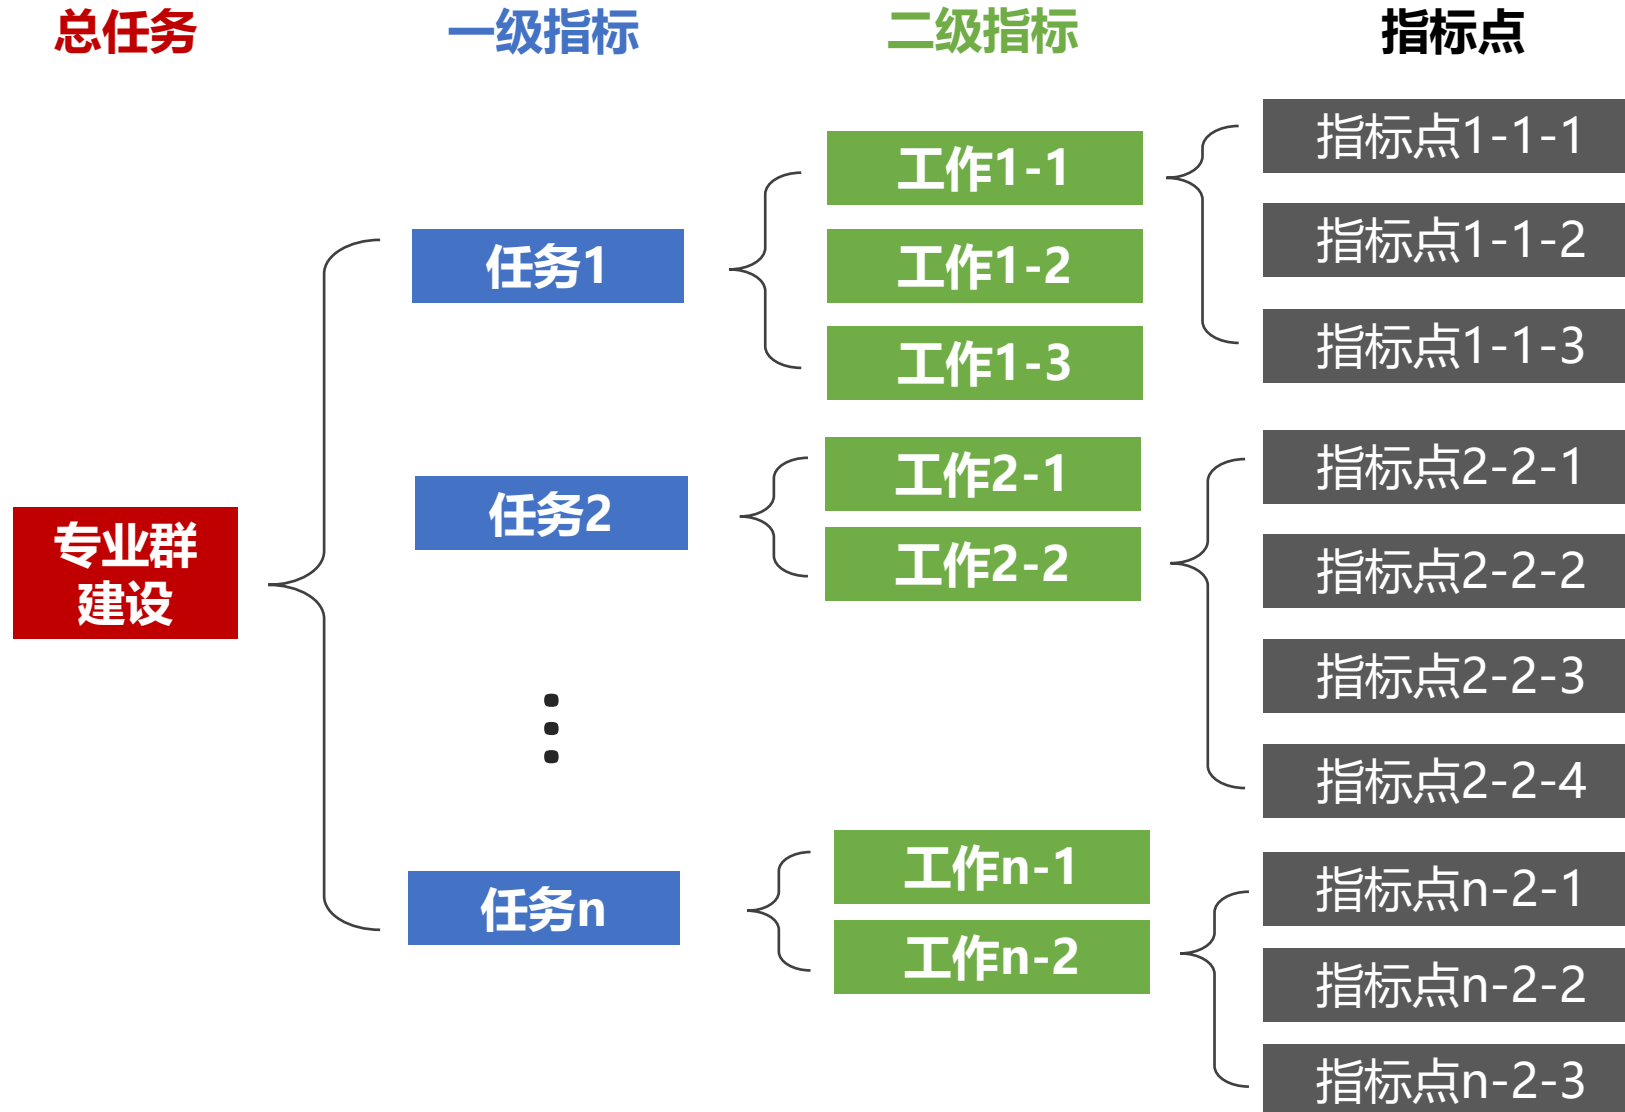 总任务
一级指标
二级指标
指标点
专业群
建设
任务1
工作1-1
工作1-2
工作1-3
指标点1-1-1
指标点1-1-2
指标点1-1-3
任务2
工作2-1
工作2-2
指标点2-2-1
指标点2-2-2
指标点2-2-3
指标点2-2-4
任务n
工作n-1
工作n-2
指标点n-2-1
指标点n-2-2
指标点n-2-3